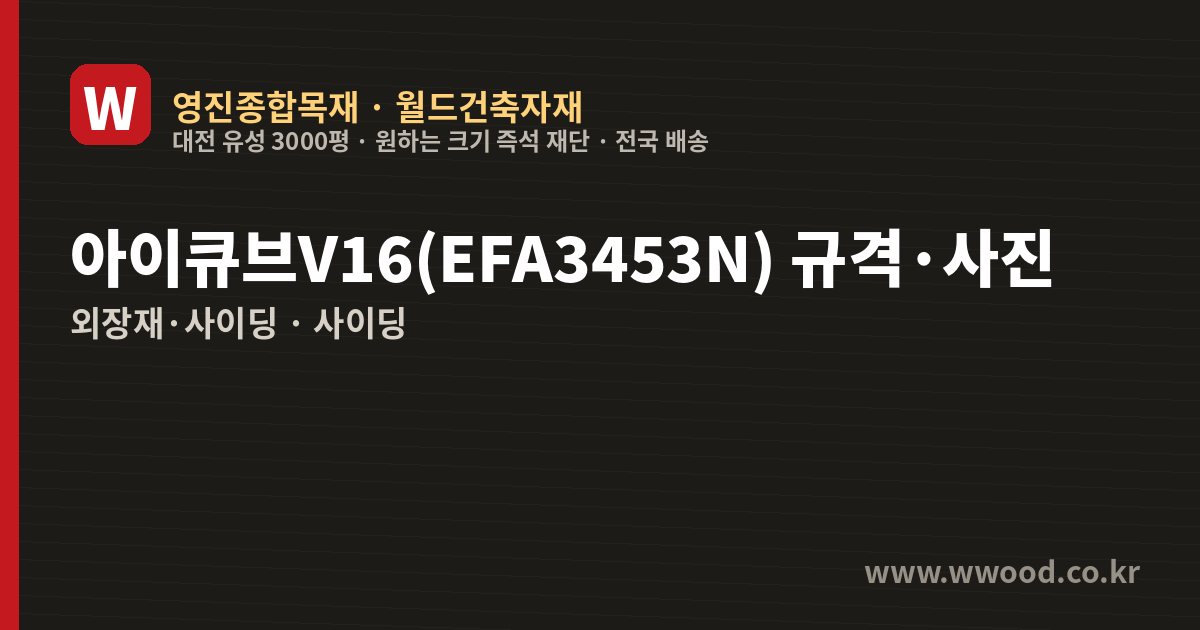 W
영진종합목재 · 월드건축자재
대전 유성 3000평 · 원하는 크기 즉석 재단 · 전국 배송
아이큐브V16(EFA3453N) 규격·사진
외장재·사이딩 · 사이딩
www.wwood.co.kr